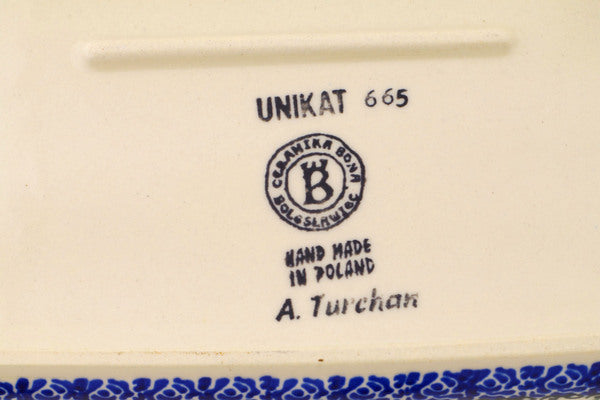 UNIKAT 665
CERAMIKA BONA
B
BOLESŁAWIEC
HAND MADE
IN POLAND
A. Turchan